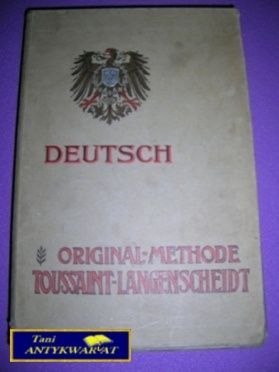 DEUTSCH
ORIGINAL-METHODE
TOUSSAINT-LANGENSCHEIDT
Tani
ANTYKWARIAT